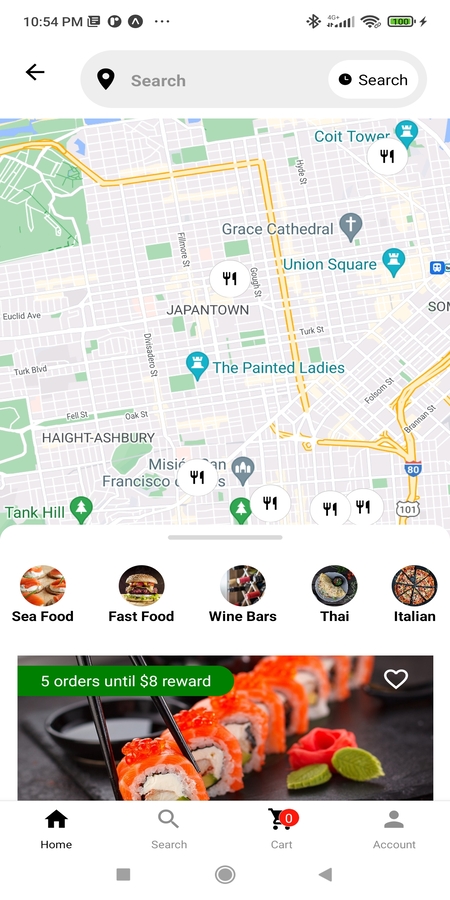 10:54 PM
4G+
100
Search
Search
Coit Tower
Hyde St
Grace Cathedral
Fillmore St
Union Square
Gough St
Euclid Ave
JAPANTOWN
SOM
Turk St
Divisadero St
Turk Blvd
The Painted Ladies
Folsom St
Fell St
Oak St
Brannan St
HAIGHT-ASHBURY
Misión San
Francisco de
80
Tank Hill
101
Sea Food
Fast Food
Wine Bars
Thai
Italian
5 orders until $8 reward
0
Home
Search
Cart
Account